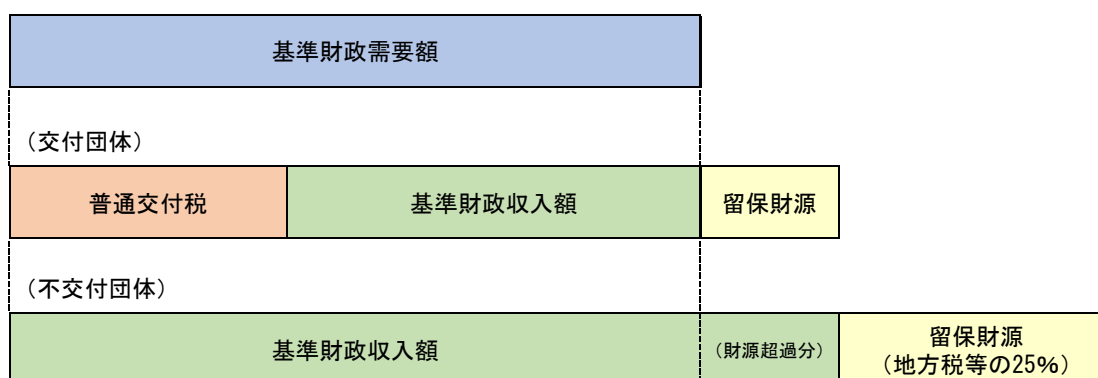 基準財政需要額
（交付団体）
普通交付税
基準財政収入額
留保財源
（不交付団体）
基準財政収入額
（財源超過分）
留保財源
（地方税等の25%）